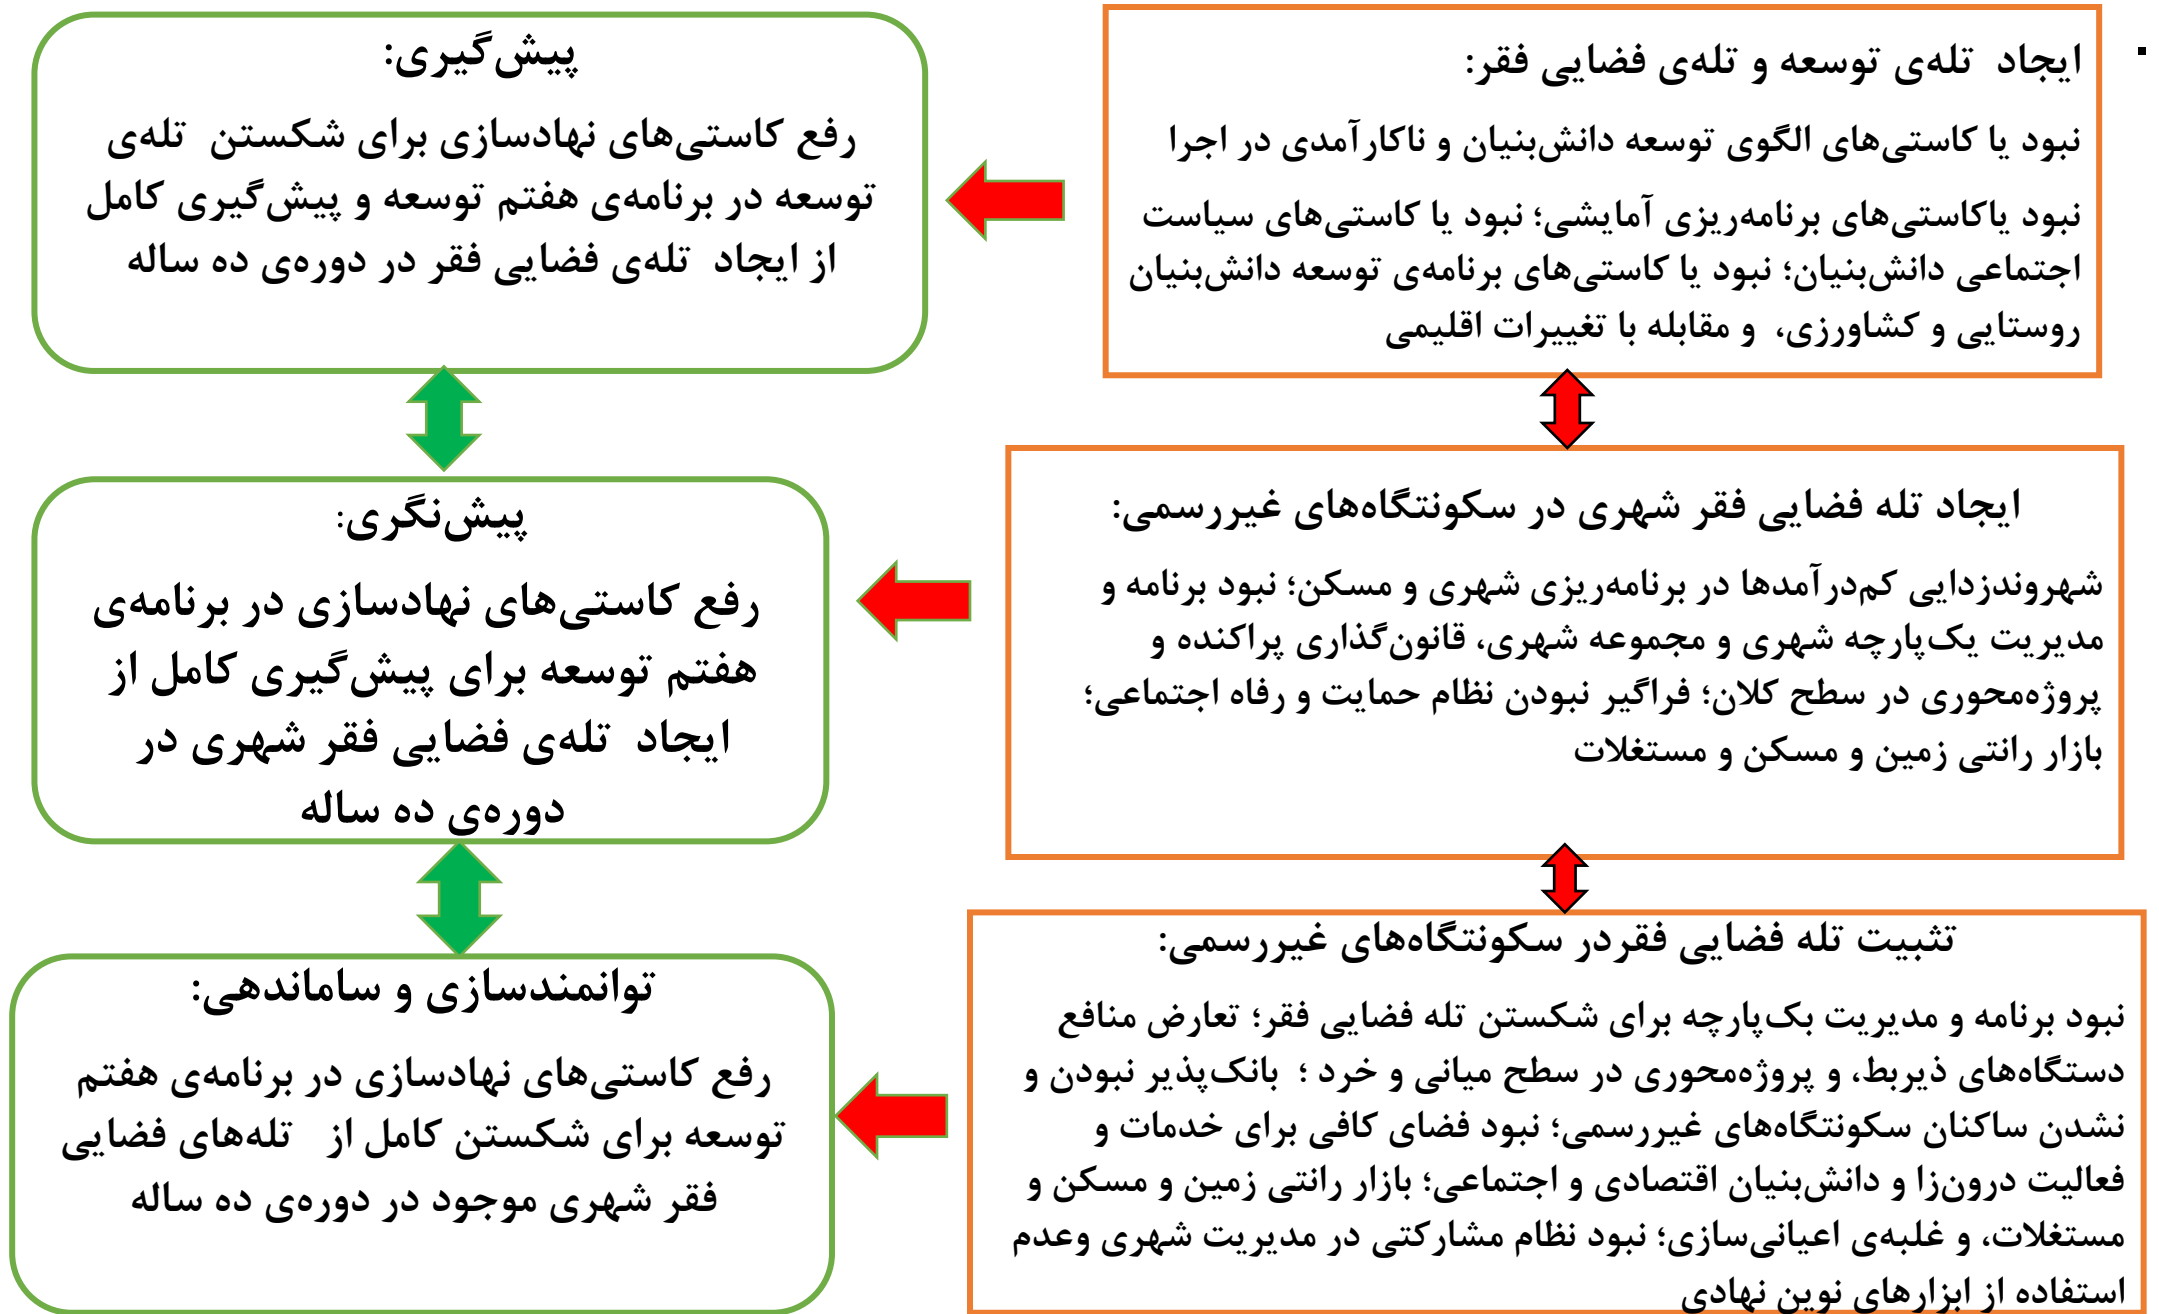 ▪ ایجاد تله‌ی توسعه و تله‌ی فضایی فقر:
نبود یا کاستی‌های الگوی توسعه دانش‌بنیان و ناکارآمدی در اجرا
نبود یاکاستی‌های برنامه‌ریزی آمایشی؛ نبود یا کاستی‌های سیاست
اجتماعی دانش‌بنیان؛ نبود یا کاستی‌های برنامه‌ی توسعه دانش‌بنیان
روستایی و کشاورزی، و مقابله با تغییرات اقلیمی
پیش‌گیری:
رفع کاستی‌های نهادسازی برای شکستن تله‌ی
توسعه در برنامه‌ی هفتم توسعه و پیش‌گیری کامل
از ایجاد تله‌ی فضایی فقر در دوره‌ی ده ساله
ایجاد تله فضایی فقر شهری در سکونتگاه‌های غیررسمی:
شهروندزدایی کم‌درآمدها در برنامه‌ریزی شهری و مسکن؛ نبود برنامه و
مدیریت یک‌پارچه شهری و مجموعه شهری، قانون‌گذاری پراکنده و
پروژه‌محوری در سطح کلان؛ فراگیر نبودن نظام حمایت و رفاه اجتماعی؛
بازار رانتی زمین و مسکن و مستغلات
پیش‌نگری:
رفع کاستی‌های نهادسازی در برنامه‌ی
هفتم توسعه برای پیش‌گیری کامل از
ایجاد تله‌ی فضایی فقر شهری در
دوره‌ی ده ساله
تثبیت تله فضایی فقردر سکونتگاه‌های غیررسمی:
نبود برنامه و مدیریت بک‌پارچه برای شکستن تله فضایی فقر؛ تعارض منافع
دستگاه‌های ذیربط، و پروژه‌محوری در سطح میانی و خرد ؛ بانک‌پذیر نبودن و
نشدن ساکنان سکونتگاه‌های غیررسمی؛ نبود فضای کافی برای خدمات و
فعالیت درون‌زا و دانش‌بنیان اقتصادی و اجتماعی؛ بازار رانتی زمین و مسکن و
مستغلات، و غلبه‌ی اعیانی‌سازی؛ نبود نظام مشارکتی در مدیریت شهری وعدم
استفاده از ابزارهای نوین نهادی
توانمندسازی و ساماندهی:
رفع کاستی‌های نهادسازی در برنامه‌ی هفتم
توسعه برای شکستن کامل از تله‌های فضایی
فقر شهری موجود در دوره‌ی ده ساله